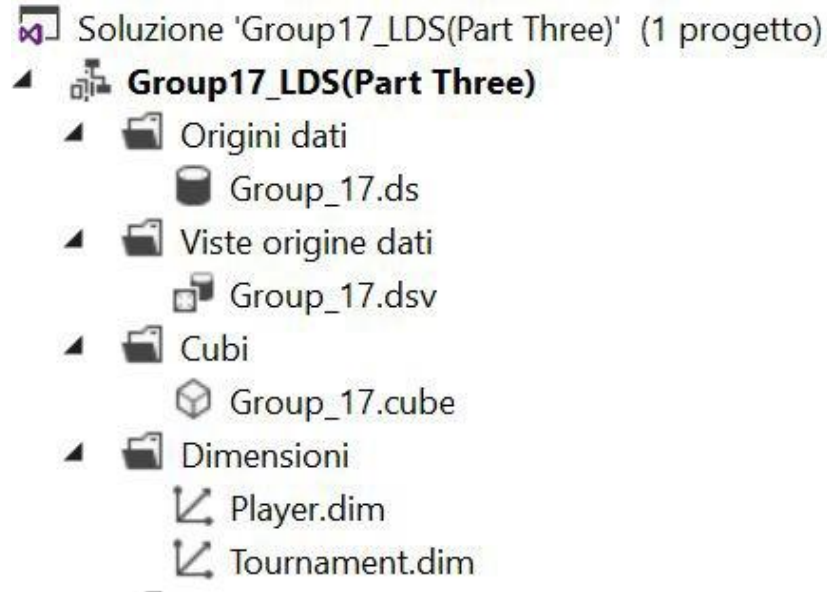 Soluzione 'Group17_LDS(Part Three)' (1 progetto)
Group17_LDS(Part Three)
Origini dati
Group_17.ds
Viste origine dati
Group_17.dsv
Cubi
Group_17.cube
Dimensioni
Player.dim
Tournament.dim